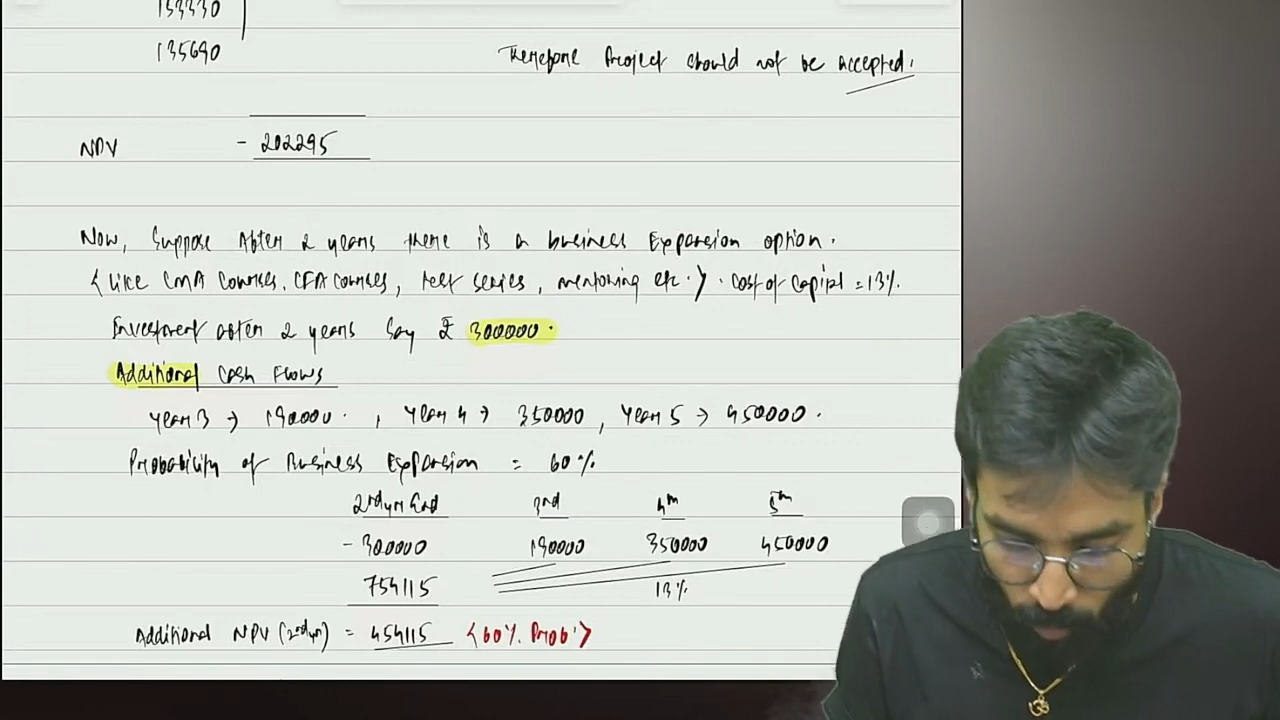 133330
135690
Therefore Project should not be accepted.
NPV - 202295
Now, Suppose After 2 years there is a business Expansion option.
{Like CMA Courses, CFA Courses, test series, mentoring etc.}. Cost of Capital = 13%.
Investment after 2 years Say ₹ 300000.
Additional Cash Flows
Year 3 → 190000. , Year 4 → 350000, Year 5 → 450000.
Probability of Business Expansion = 60%
2nd yr End 3rd 4th 5th
- 300000 190000 350000 450000
754115 13%
Additional NPV (2nd yr) = 454115 {60% Prob.}